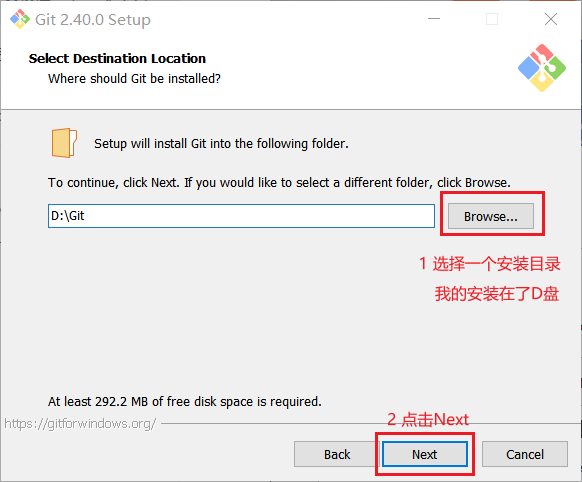 Git 2.40.0 Setup
Select Destination Location
Where should Git be installed?
Setup will install Git into the following folder.
To continue, click Next. If you would like to select a different folder, click Browse.
D:\Git
Browse...
1 选择一个安装目录
我的安装在了D盘
At least 292.2 MB of free disk space is required.
2 点击Next
https://gitforwindows.org/
Back
Next
Cancel